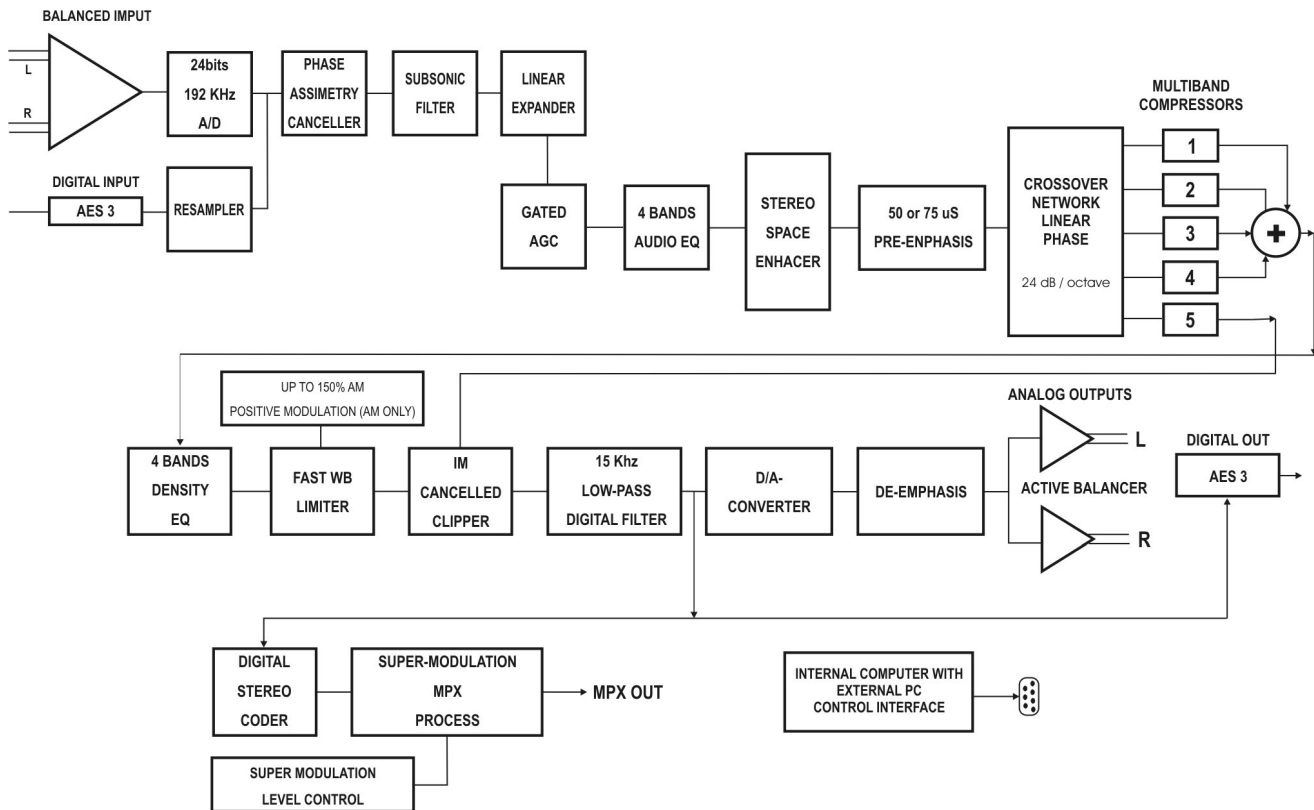 BALANCED IMPUT
L
R
24bits
192 KHz
A/D
DIGITAL INPUT
AES 3
RESAMPLER
PHASE
ASSIMETRY
CANCELLER
SUBSONIC
FILTER
LINEAR
EXPANDER
GATED
AGC
4 BANDS
AUDIO EQ
STEREO
SPACE
ENHACER
50 or 75 uS
PRE-ENPHASIS
CROSSOVER
NETWORK
LINEAR
PHASE
24 dB / octave
MULTIBAND
COMPRESSORS
1
2
3
4
5
+
UP TO 150% AM
POSITIVE MODULATION (AM ONLY)
4 BANDS
DENSITY
EQ
FAST WB
LIMITER
IM
CANCELLED
CLIPPER
15 Khz
LOW-PASS
DIGITAL FILTER
D/A-
CONVERTER
DE-EMPHASIS
ANALOG OUTPUTS
L
ACTIVE BALANCER
R
DIGITAL OUT
AES 3
DIGITAL
STEREO
CODER
SUPER-MODULATION
MPX
PROCESS
MPX OUT
SUPER MODULATION
LEVEL CONTROL
INTERNAL COMPUTER WITH
EXTERNAL PC
CONTROL INTERFACE